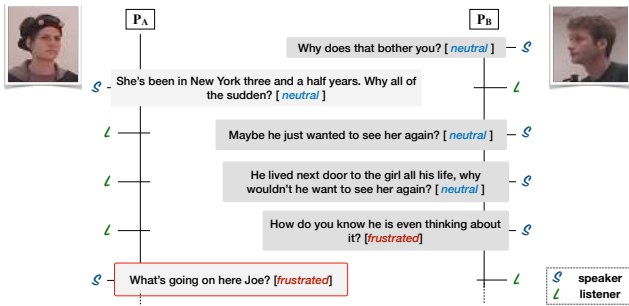 P_A
P_B
Why does that bother you? [ neutral ]
S
S
She's been in New York three and a half years. Why all of
the sudden? [ neutral ]
L
L
Maybe he just wanted to see her again? [ neutral ]
S
L
He lived next door to the girl all his life, why
wouldn't he want to see her again? [ neutral ]
S
L
How do you know he is even thinking about
it? [frustrated]
S
S
What's going on here Joe? [frustrated]
L
S speaker
L listener